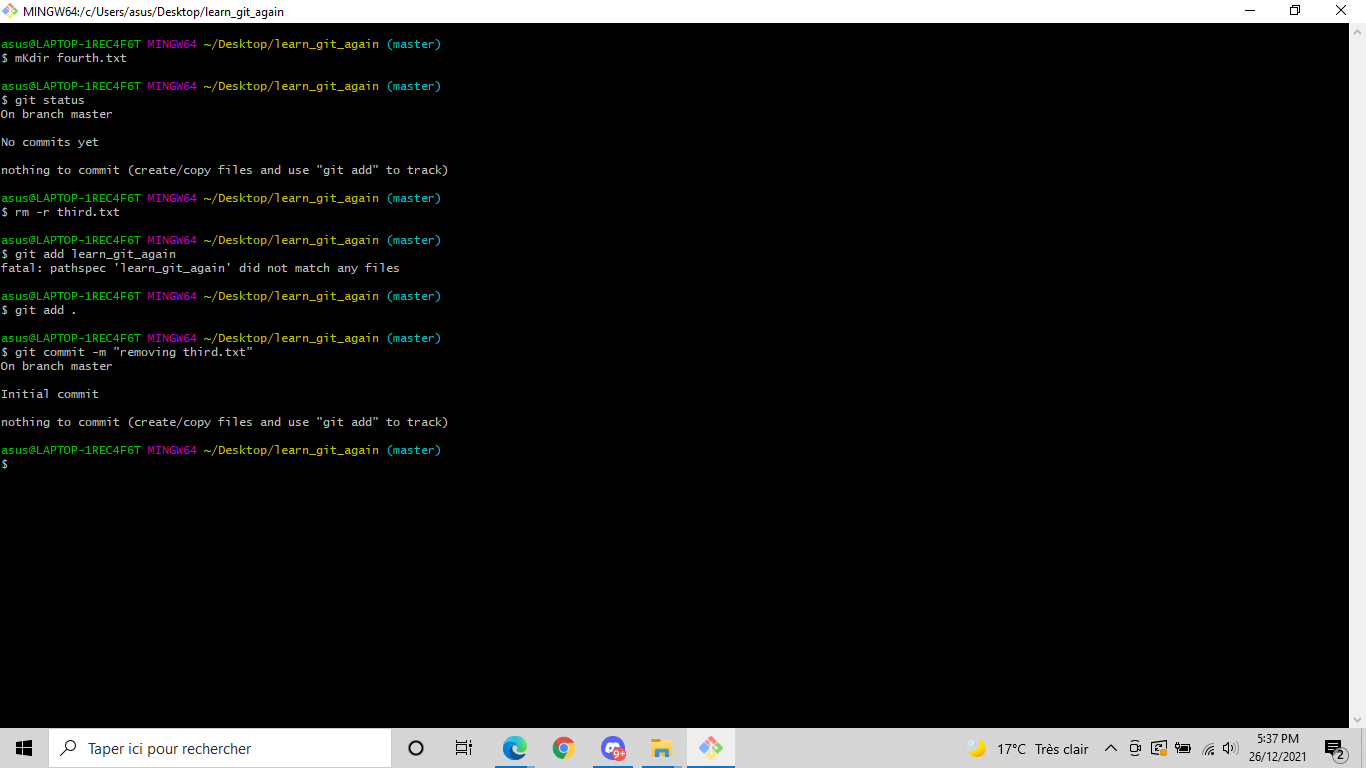 MINGW64:/c/Users/asus/Desktop/learn_git_again
asus@LAPTOP-1REC4F6T MINGW64 ~/Desktop/learn_git_again (master)
$ mKdir fourth.txt
asus@LAPTOP-1REC4F6T MINGW64 ~/Desktop/learn_git_again (master)
$ git status
On branch master
No commits yet
nothing to commit (create/copy files and use "git add" to track)
asus@LAPTOP-1REC4F6T MINGW64 ~/Desktop/learn_git_again (master)
$ rm -r third.txt
asus@LAPTOP-1REC4F6T MINGW64 ~/Desktop/learn_git_again (master)
$ git add learn_git_again
fatal: pathspec 'learn_git_again' did not match any files
asus@LAPTOP-1REC4F6T MINGW64 ~/Desktop/learn_git_again (master)
$ git add .
asus@LAPTOP-1REC4F6T MINGW64 ~/Desktop/learn_git_again (master)
$ git commit -m "removing third.txt"
On branch master
Initial commit
nothing to commit (create/copy files and use "git add" to track)
asus@LAPTOP-1REC4F6T MINGW64 ~/Desktop/learn_git_again (master)
$
Taper ici pour rechercher
9+
17°C Très clair
5:37 PM
26/12/2021
2